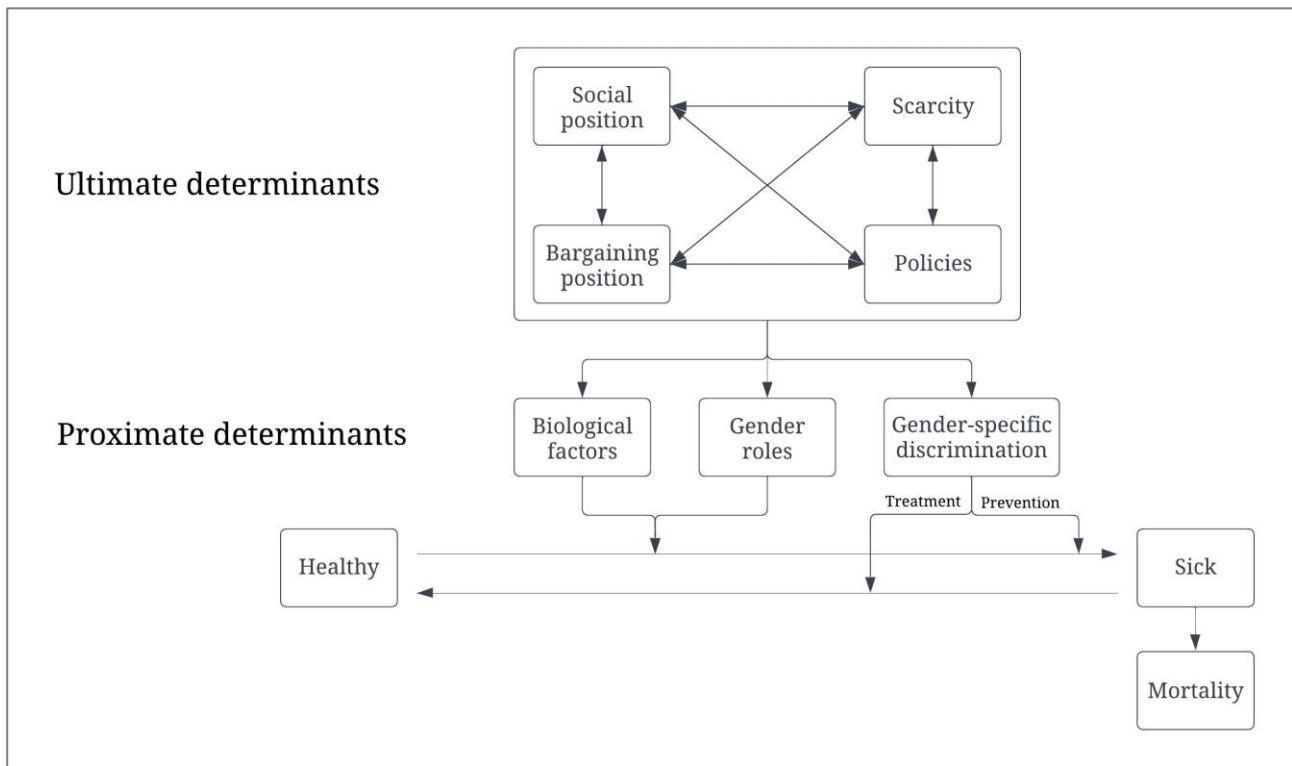 Social
position
Scarcity
Ultimate determinants
Bargaining
position
Policies
Proximate determinants
Biological
factors
Gender
roles
Gender-specific
discrimination
Treatment
Prevention
Healthy
Sick
Mortality